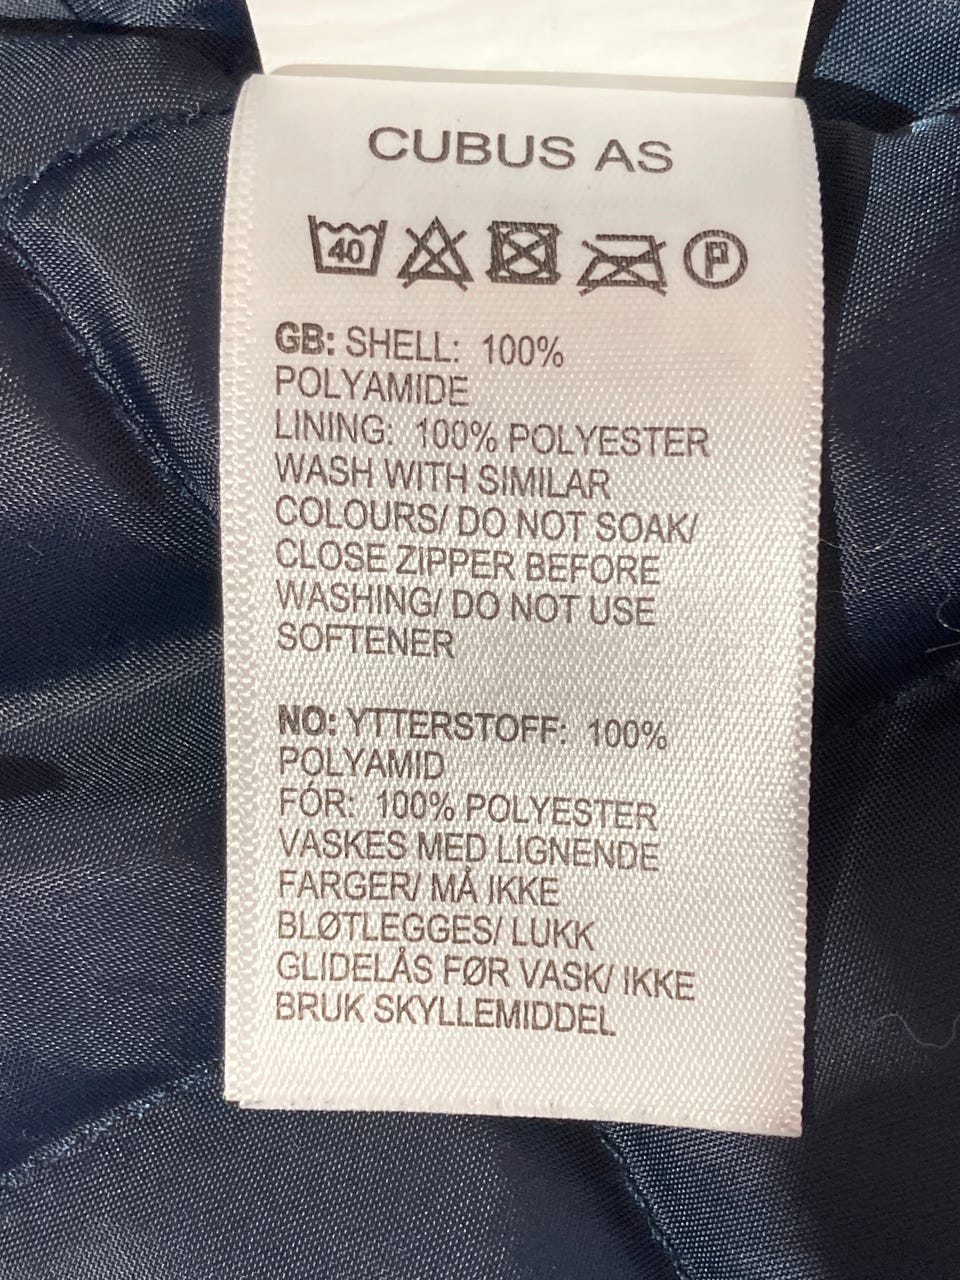 CUBUS AS
40 P
GB: SHELL: 100%
POLYAMIDE
LINING: 100% POLYESTER
WASH WITH SIMILAR
COLOURS/ DO NOT SOAK/
CLOSE ZIPPER BEFORE
WASHING/ DO NOT USE
SOFTENER
NO: YTTERSTOFF: 100%
POLYAMID
FÓR: 100% POLYESTER
VASKES MED LIGNENDE
FARGER/ MÅ IKKE
BLØTLEGGES/ LUKK
GLIDELÅS FØR VASK/ IKKE
BRUK SKYLLEMIDDEL